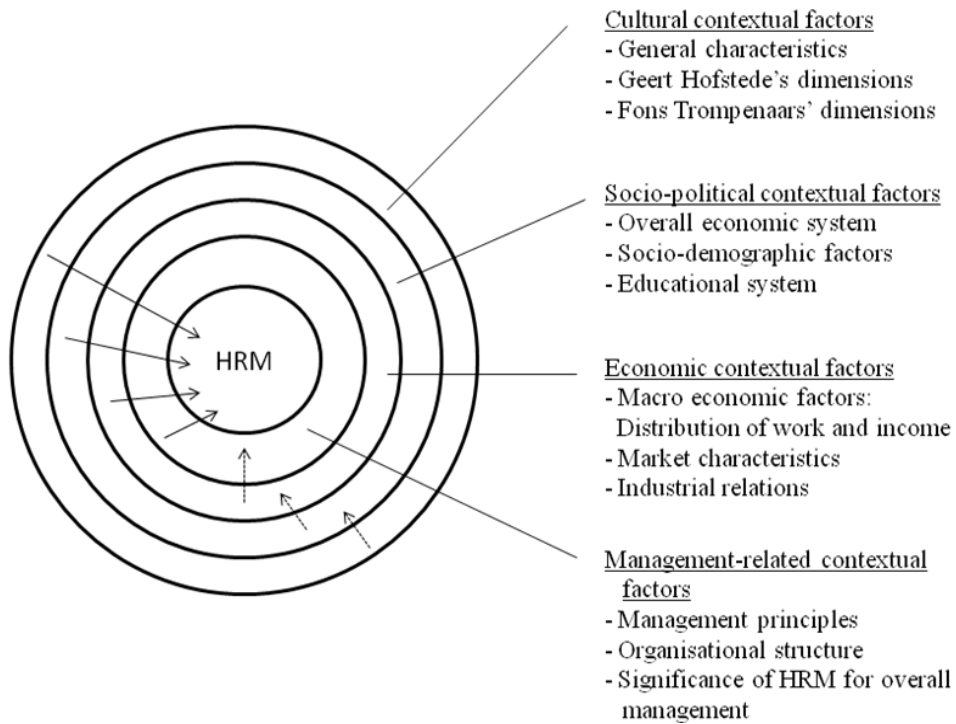 Cultural contextual factors
- General characteristics
- Geert Hofstede's dimensions
- Fons Trompenaars' dimensions
Socio-political contextual factors
- Overall economic system
- Socio-demographic factors
- Educational system
HRM
Economic contextual factors
- Macro economic factors:
Distribution of work and income
- Market characteristics
- Industrial relations
Management-related contextual
factors
- Management principles
- Organisational structure
- Significance of HRM for overall
management